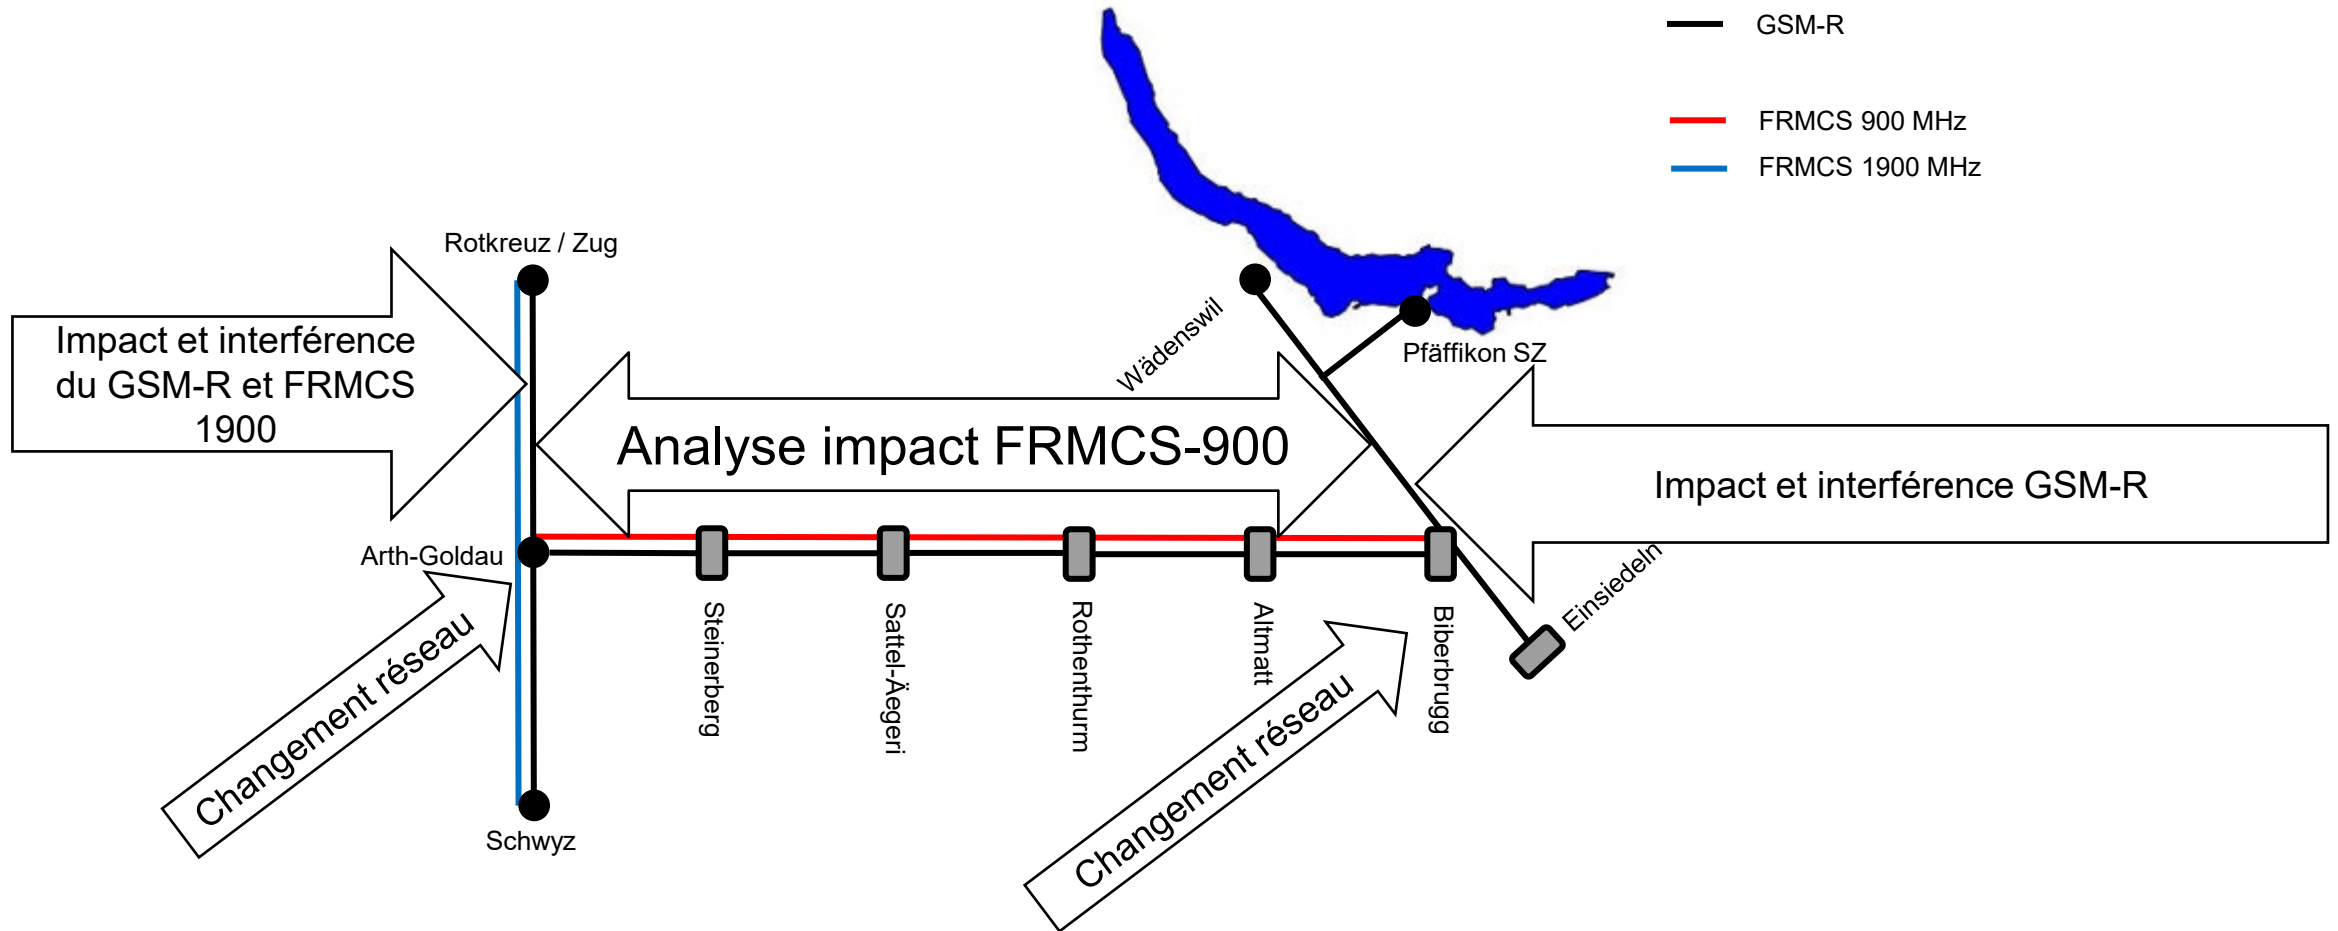 GSM-R
FRMCS 900 MHz
FRMCS 1900 MHz
Rotkreuz / Zug
Impact et interférence
du GSM-R et FRMCS
1900
Wädenswil
Pfäffikon SZ
Analyse impact FRMCS-900
Impact et interférence GSM-R
Arth-Goldau
Steinerberg
Sattel-Äegeri
Rothenthurm
Altmatt
Biberbrugg
Einsiedeln
Changement réseau
Changement réseau
Schwyz